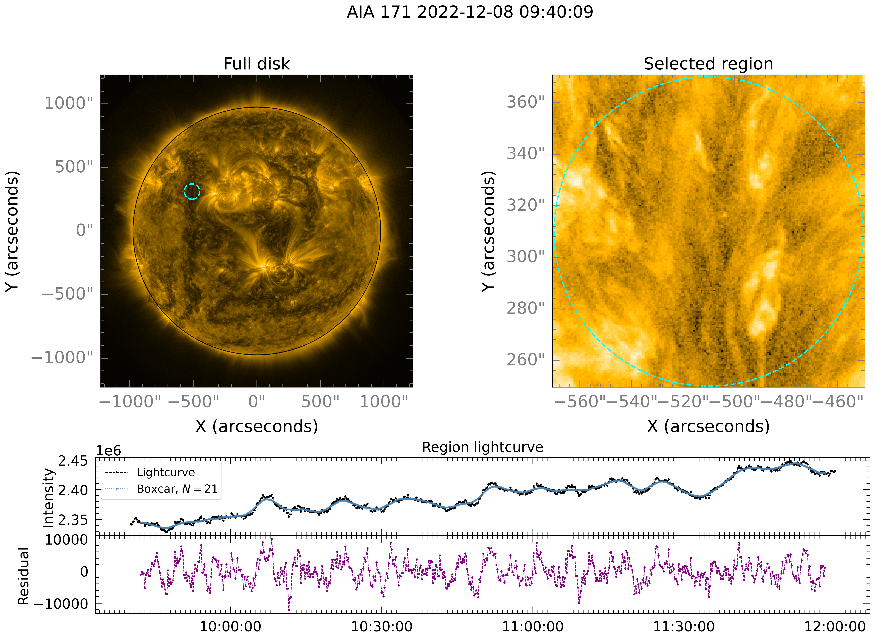 AIA 171 2022-12-08 09:40:09
Full disk
1000"
500"
0"
−500"
−1000"
Y (arcseconds)
−1000" −500" 0" 500" 1000"
X (arcseconds)
Selected region
360"
340"
320"
300"
280"
260"
Y (arcseconds)
−560" −540" −520" −500" −480" −460"
X (arcseconds)
Region lightcurve
1e6
2.45
2.40
2.35
Intensity
Lightcurve
Boxcar, N = 21
10000
0
−10000
Residual
10:00:00 10:30:00 11:00:00 11:30:00 12:00:00